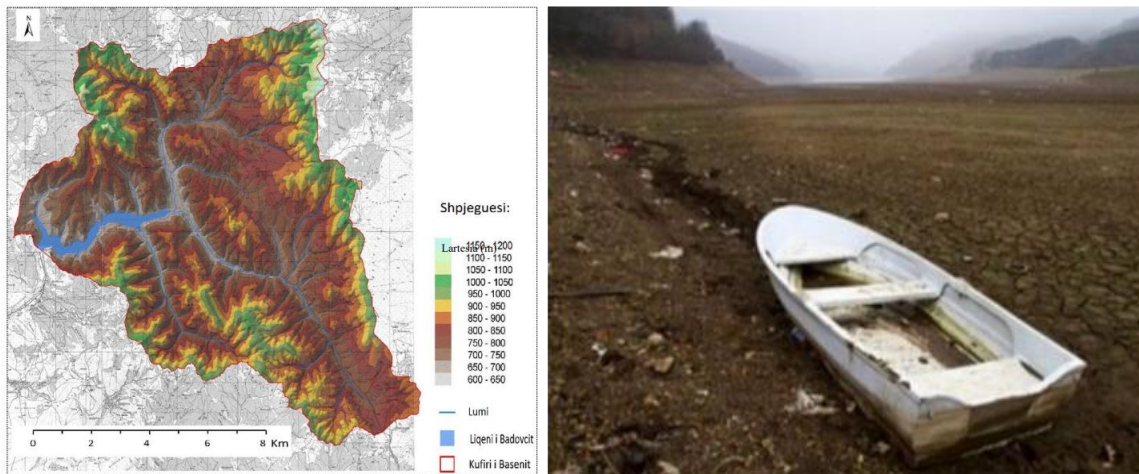 N
Shpjeguesi:
Lartesia (m)
1150 - 1200
1100 - 1150
1050 - 1100
1000 - 1050
950 - 1000
900 - 950
850 - 900
800 - 850
750 - 800
700 - 750
650 - 700
600 - 650
Lumi
Liqeni i Badovcit
Kufiri i Basenit
0 2 4 6 8
Km